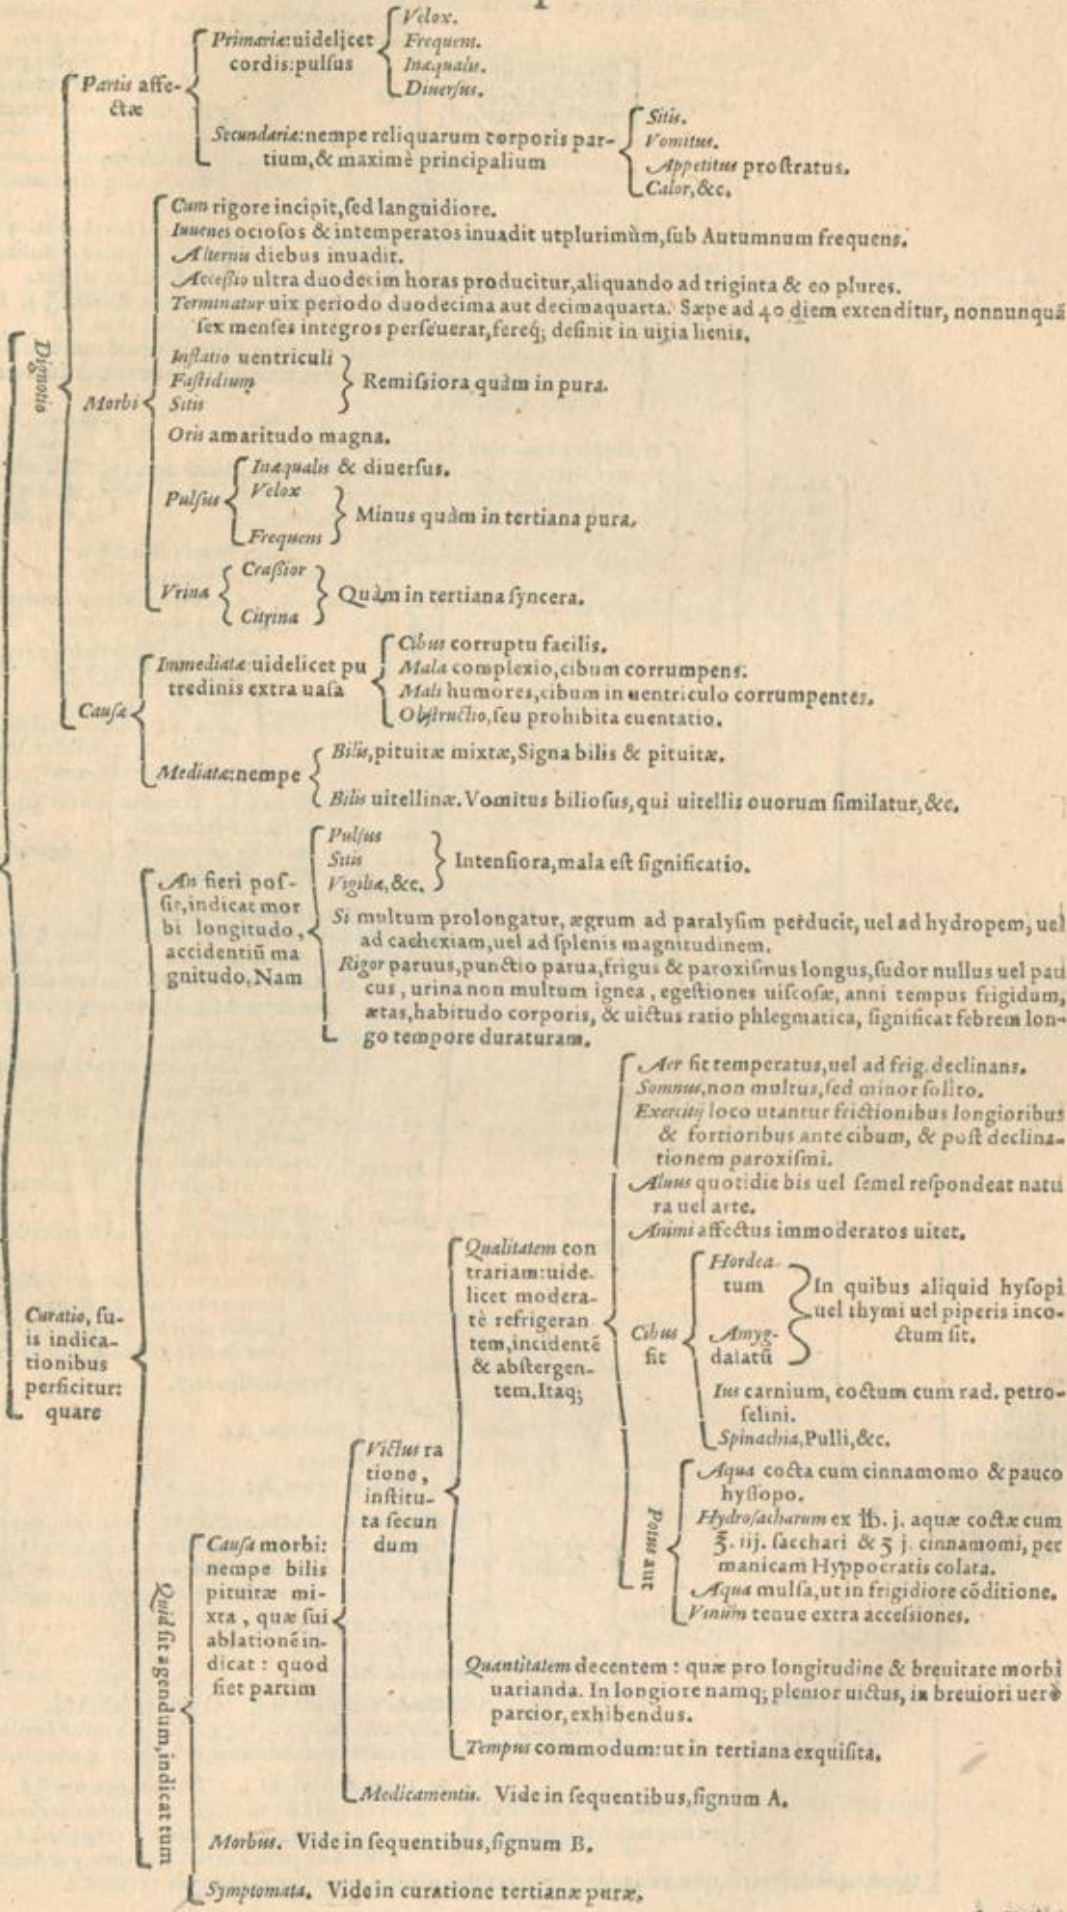 Velox.
Primariæ: uidelicet Frequens.
cordis: pulsus Inæqualis.
Diuersus.
Partis affe-
ctæ
Sitis.
Secundariæ: nempe reliquarum corporis par- Vomitus.
tium, & maximè principalium Appetitus prostratus.
Calor, &c.
Cum rigore incipit, sed languidiore.
Iuuenes ociosos & intemperatos inuadit utplurimùm, sub Autumnum frequens.
Alternis diebus inuadit.
Acceßio ultra duodecim horas producitur, aliquando ad triginta & eo plures.
Terminatur uix periodo duodecima aut decimaquarta. Sæpe ad 40 diem extenditur, nonnunquã
sex menses integros perseuerat, fereq; desinit in uitia lienis.
Dignotio
Inflatio uentriculi
Fastidium Remissiora quàm in pura.
Morbi Sitis
Oris amaritudo magna.
Inæqualis & diuersus.
Pulsus Velox
Minus quàm in tertiana pura.
Frequens
Craßior
Vrina Quàm in tertiana syncera.
Citrina
Cibus corruptu facilis.
Immediatæ uidelicet pu Mala complexio, cibum corrumpens.
tredinis extra uasa Mali humores, cibum in uentriculo corrumpentes.
Causæ Obstructio, seu prohibita euentatio.
Bilis, pituitæ mixtæ, Signa bilis & pituitæ.
Mediatæ: nempe
Bilis uitellinæ. Vomitus biliosus, qui uitellis ouorum similatur, &c.
Pulsus
Sitis Intensiora, mala est significatio.
Vigiliæ, &c.
An fieri pos-
sit, indicat mor
bi longitudo,
accidentiũ ma
gnitudo. Nam
Si multum prolongatur, ægrum ad paralysim perducit, uel ad hydropem, uel
ad cachexiam, uel ad splenis magnitudinem.
Rigor paruus, punctio parua, frigus & paroxismus longus, sudor nullus uel pau
cus, urina non multum ignea, egestiones uiscosæ, anni tempus frigidum,
ætas, habitudo corporis, & uictus ratio phlegmatica, significat febrem lon-
go tempore duraturam.
Curatio, su-
is indica-
tionibus
perficitur:
quare
Aer sit temperatus, uel ad frig. declinans.
Somnus, non multus, sed minor solito.
Exercitij loco utantur frictionibus longioribus
& fortioribus ante cibum, & post declina-
tionem paroxismi.
Aluus quotidie bis uel semel respondeat natu
ra uel arte.
Animi affectus immoderatos uitet.
Qualitatem con
trariam: uide-
licet modera-
tè refrigeran
tem, incidentẽ
& abstergen-
tem. Itaq;
Cibus
sit
Hordea-
tum
Amyg-
dalatũ
In quibus aliquid hysopi
uel thymi uel piperis inco-
ctum sit.
Ius carnium, coctum cum rad. petro-
selini.
Spinachia, Pulli, &c.
Potus aut
Aqua cocta cum cinnamomo & pauco
hyssopo.
Hydrosacharum ex ℔. j. aquæ coctæ cum
℥. iij. sacchari & ʒ j. cinnamomi, per
manicam Hyppocratis colata.
Aqua mulsa, ut in frigidiore cõditione.
Vinum tenue extra accessiones.
Victus ra
tione,
institu-
ta secun
dum
Quid sit agendum, indicat tum
Causa morbi:
nempe bilis
pituitæ mi-
xta, quæ sui
ablationẽ in-
dicat: quod
fiet partim
Quantitatem decentem: quæ pro longitudine & breuitate morbi
uarianda. In longiore namq; plenior uictus, in breuiori uerò
parcior, exhibendus.
Tempus commodum: ut in tertiana exquisita.
Medicamentis. Vide in sequentibus, signum A.
Morbus. Vide in sequentibus, signum B.
Symptomata. Vide in curatione tertianæ puræ.